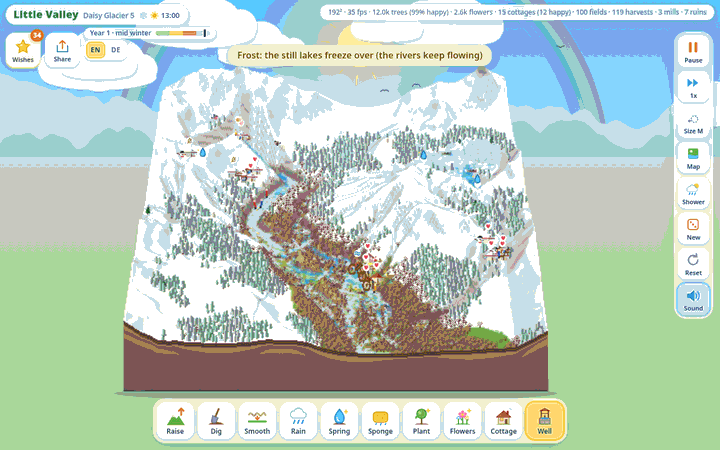 Little Valley Daisy Glacier 5 13:00
192² · 35 fps · 12.0k trees (99% happy) · 2.6k flowers · 15 cottages (12 happy) · 100 fields · 119 harvests · 3 mills · 7 ruins
Year 1 · mid winter
34
Wishes
Share
EN DE
Frost: the still lakes freeze over (the rivers keep flowing)
Pause
1x
Size M
Map
Shower
New
Reset
Sound
Raise
Dig
Smooth
Rain
Spring
Sponge
Plant
Flowers
Cottage
Well